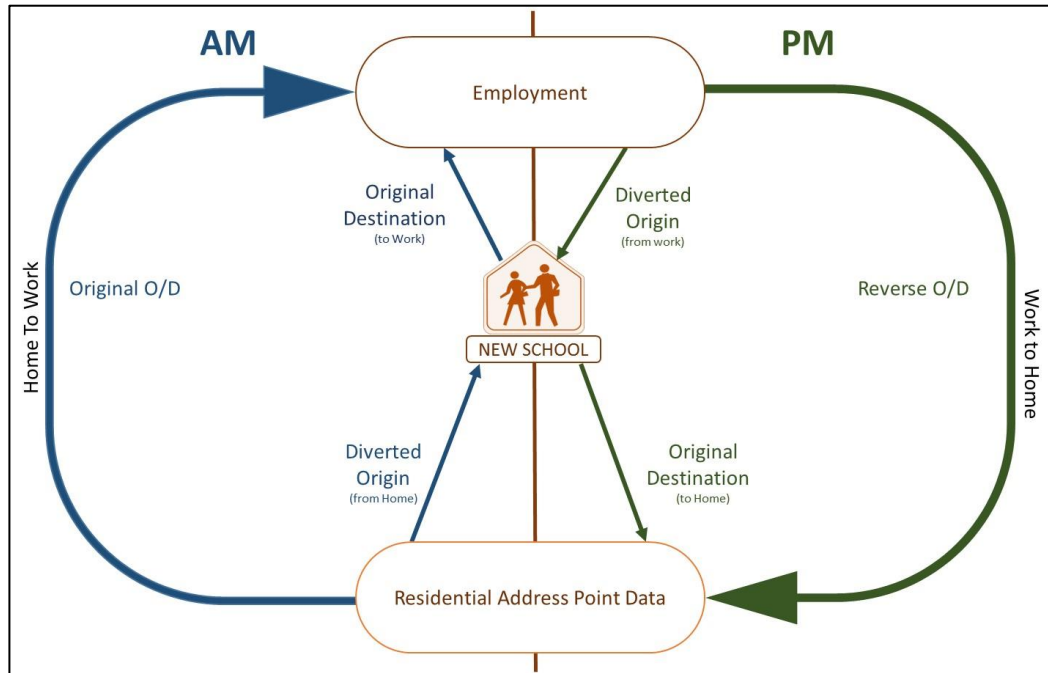 AM
PM
Employment
Original
Destination
(to Work)
Diverted
Origin
(from work)
Home To Work
Original O/D
Reverse O/D
Work to Home
NEW SCHOOL
Diverted
Origin
(from Home)
Original
Destination
(to Home)
Residential Address Point Data